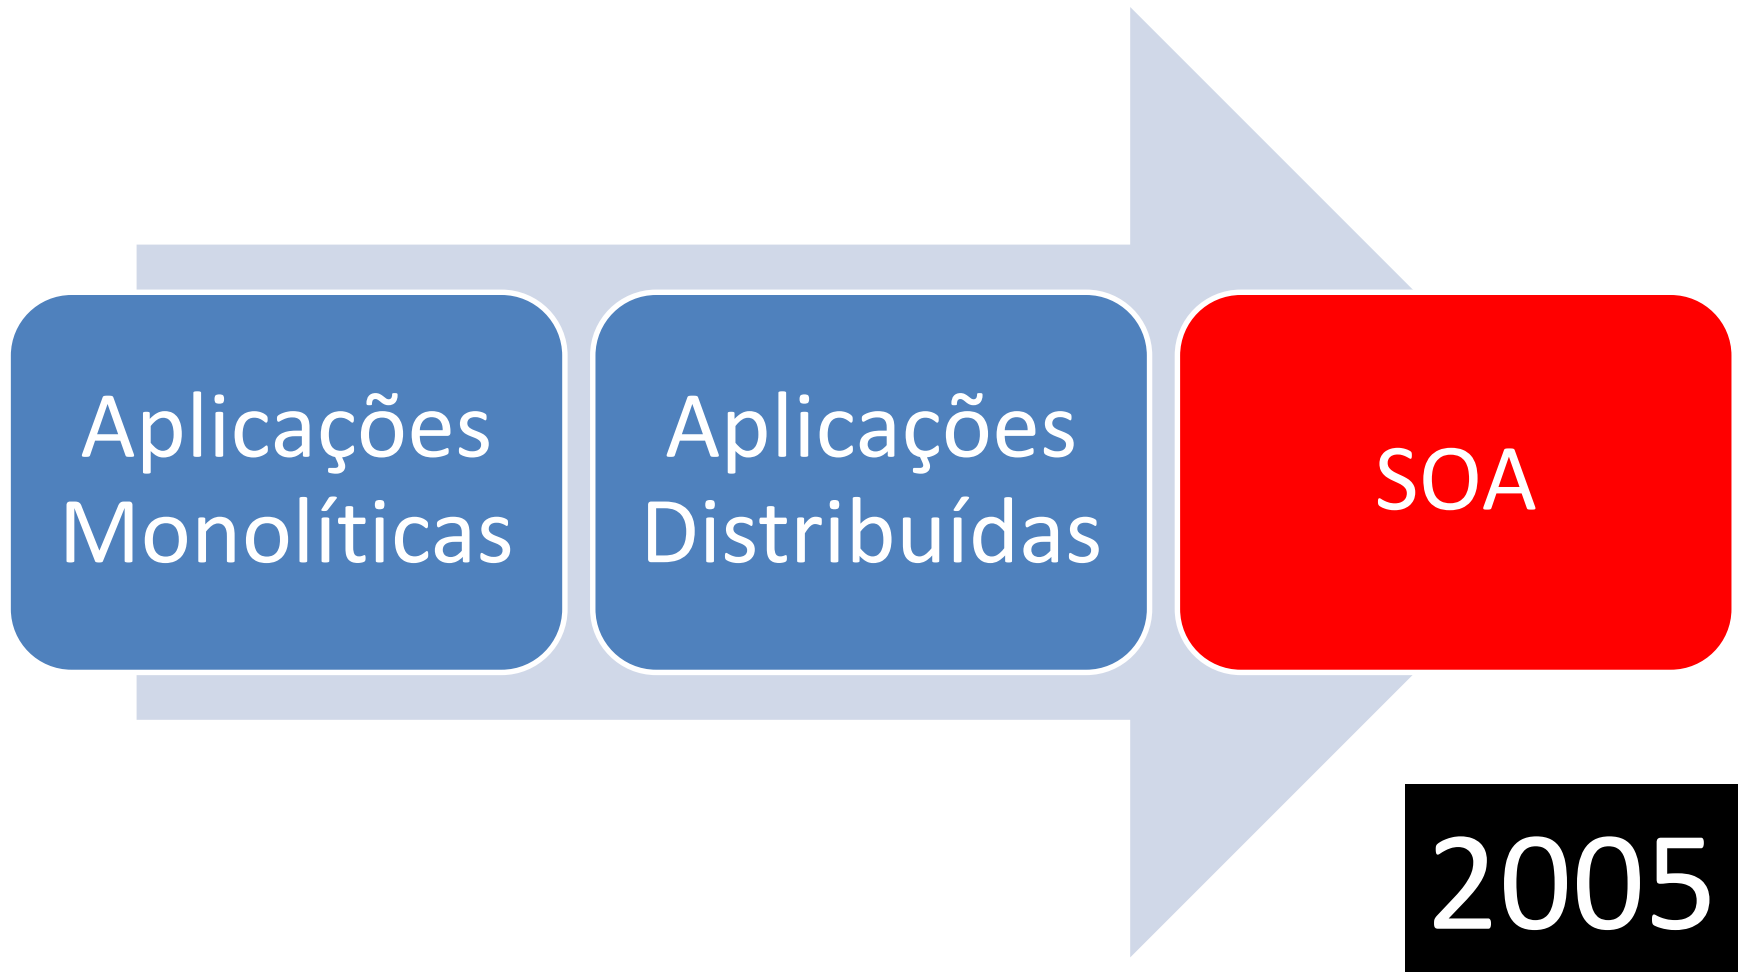 Aplicações
Monolíticas
Aplicações
Distribuídas
SOA
2005